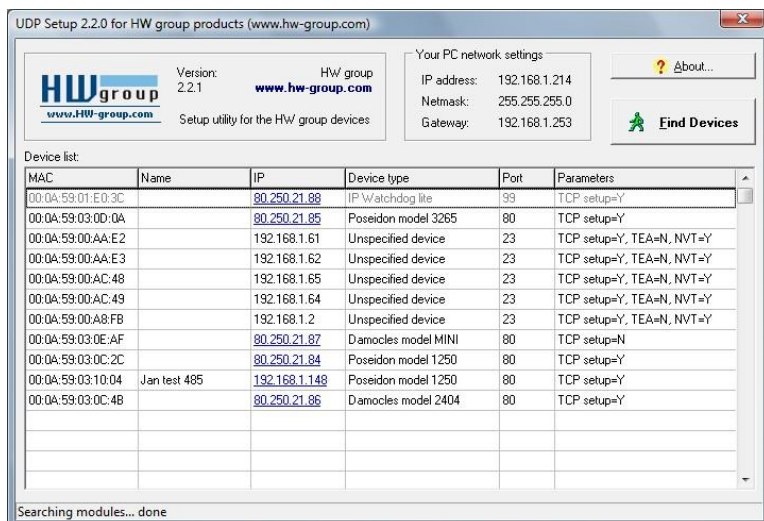 UDP Setup 2.2.0 for HW group products (www.hw-group.com)
HWgroup
www.HW-group.com
Version: HW group
2.2.1 www.hw-group.com
Setup utility for the HW group devices
Your PC network settings
IP address: 192.168.1.214
Netmask: 255.255.255.0
Gateway: 192.168.1.253
About...
Find Devices
Device list:
MAC Name IP Device type Port Parameters
00:0A:59:01:E0:3C 80.250.21.88 IP Watchdog lite 99 TCP setup=Y
00:0A:59:03:0D:0A 80.250.21.85 Poseidon model 3265 80 TCP setup=Y
00:0A:59:00:AA:E2 192.168.1.61 Unspecified device 23 TCP setup=Y, TEA=N, NVT=Y
00:0A:59:00:AA:E3 192.168.1.62 Unspecified device 23 TCP setup=Y, TEA=N, NVT=Y
00:0A:59:00:AC:48 192.168.1.65 Unspecified device 23 TCP setup=Y, TEA=N, NVT=Y
00:0A:59:00:AC:49 192.168.1.64 Unspecified device 23 TCP setup=Y, TEA=N, NVT=Y
00:0A:59:00:A8:FB 192.168.1.2 Unspecified device 23 TCP setup=Y, TEA=N, NVT=Y
00:0A:59:03:0E:AF 80.250.21.87 Damocles model MINI 80 TCP setup=N
00:0A:59:03:0C:2C 80.250.21.84 Poseidon model 1250 80 TCP setup=Y
00:0A:59:03:10:04 Jan test 485 192.168.1.148 Poseidon model 1250 80 TCP setup=Y
00:0A:59:03:0C:4B 80.250.21.86 Damocles model 2404 80 TCP setup=Y
Searching modules... done